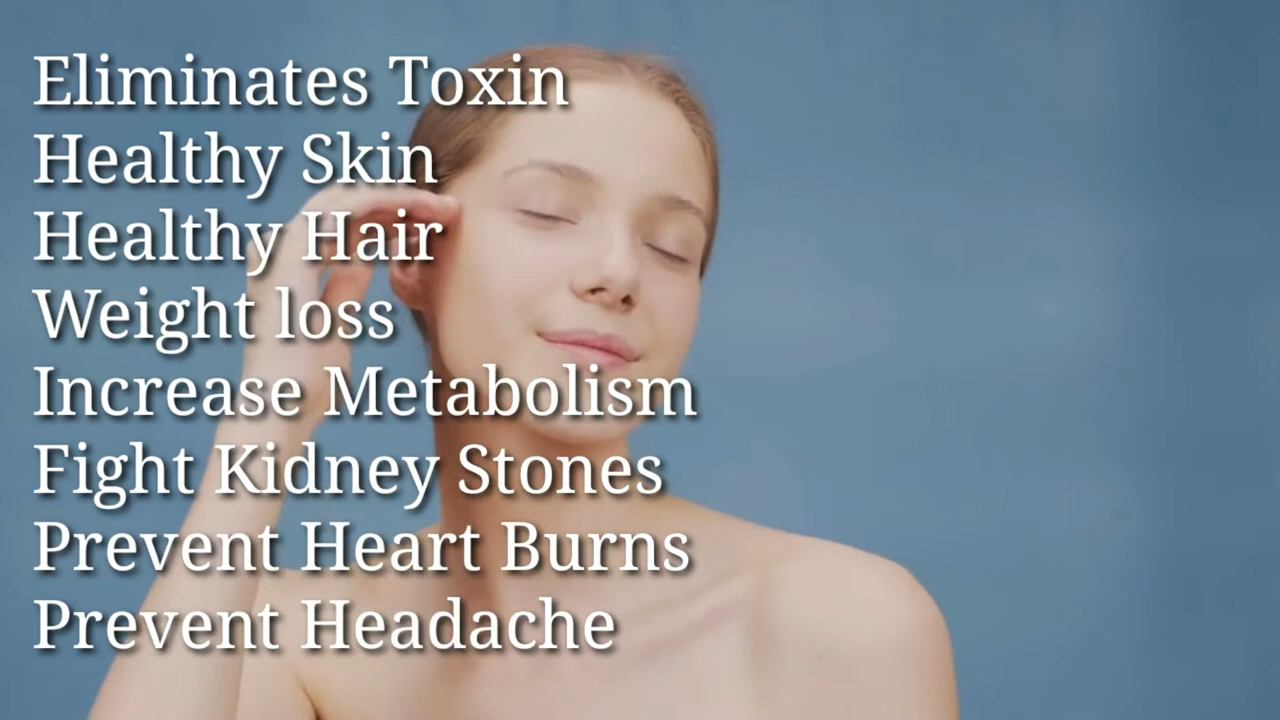 Eliminates Toxin
Healthy Skin
Healthy Hair
Weight loss
Increase Metabolism
Fight Kidney Stones
Prevent Heart Burns
Prevent Headache